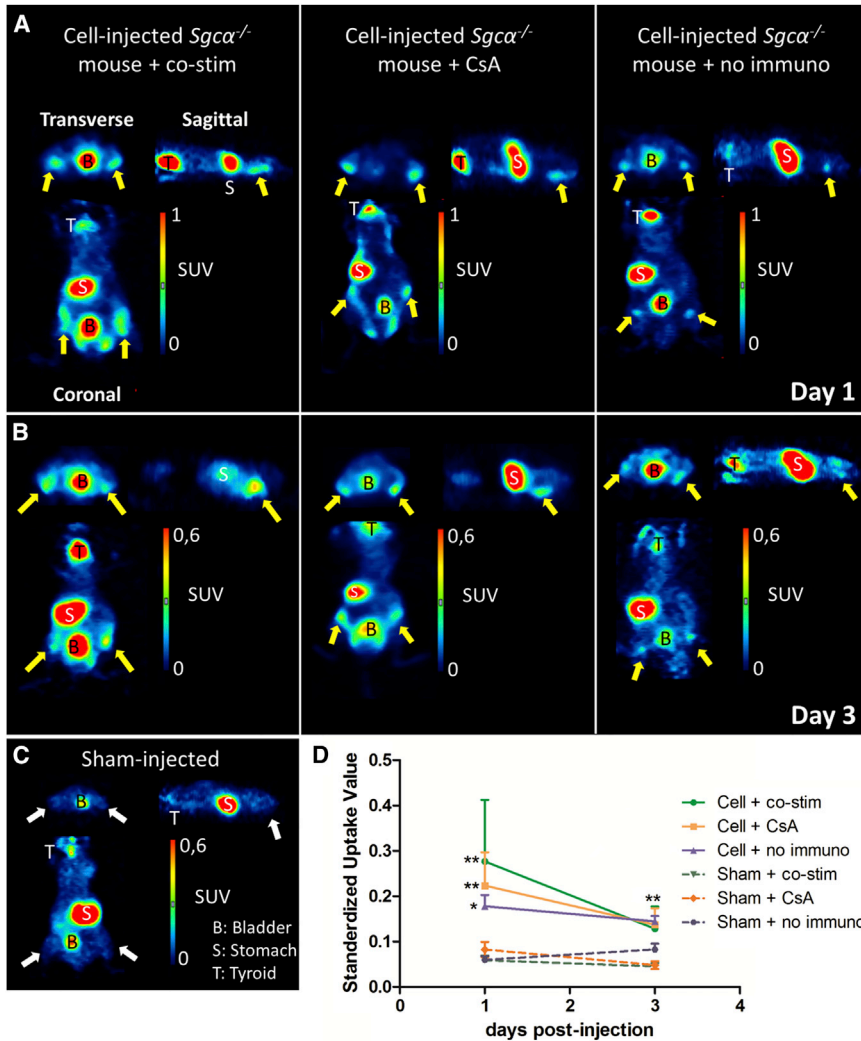 A
Cell-injected Sgcα-/-
mouse + co-stim
Cell-injected Sgcα-/-
mouse + CsA
Cell-injected Sgcα-/-
mouse + no immuno
Transverse
Sagittal
B
T
S
T
S
B
T
S
T
1
SUV
0
T
1
SUV
0
T
1
SUV
0
S
B
S
B
S
B
Coronal
Day 1
B
B
S
B
S
B
T
S
T
0,6
SUV
0
T
0,6
SUV
0
T
0,6
SUV
0
S
B
S
B
S
B
Day 3
C
Sham-injected
B
T
S
T
0,6
SUV
0
S
B
B: Bladder
S: Stomach
T: Tyroid
D
Standerdized Uptake Value
0.5
0.4
0.3
0.2
0.1
0.0
**
**
*
**
0
1
2
3
4
days post-injection
Cell + co-stim
Cell + CsA
Cell + no immuno
Sham + co-stim
Sham + CsA
Sham + no immuno